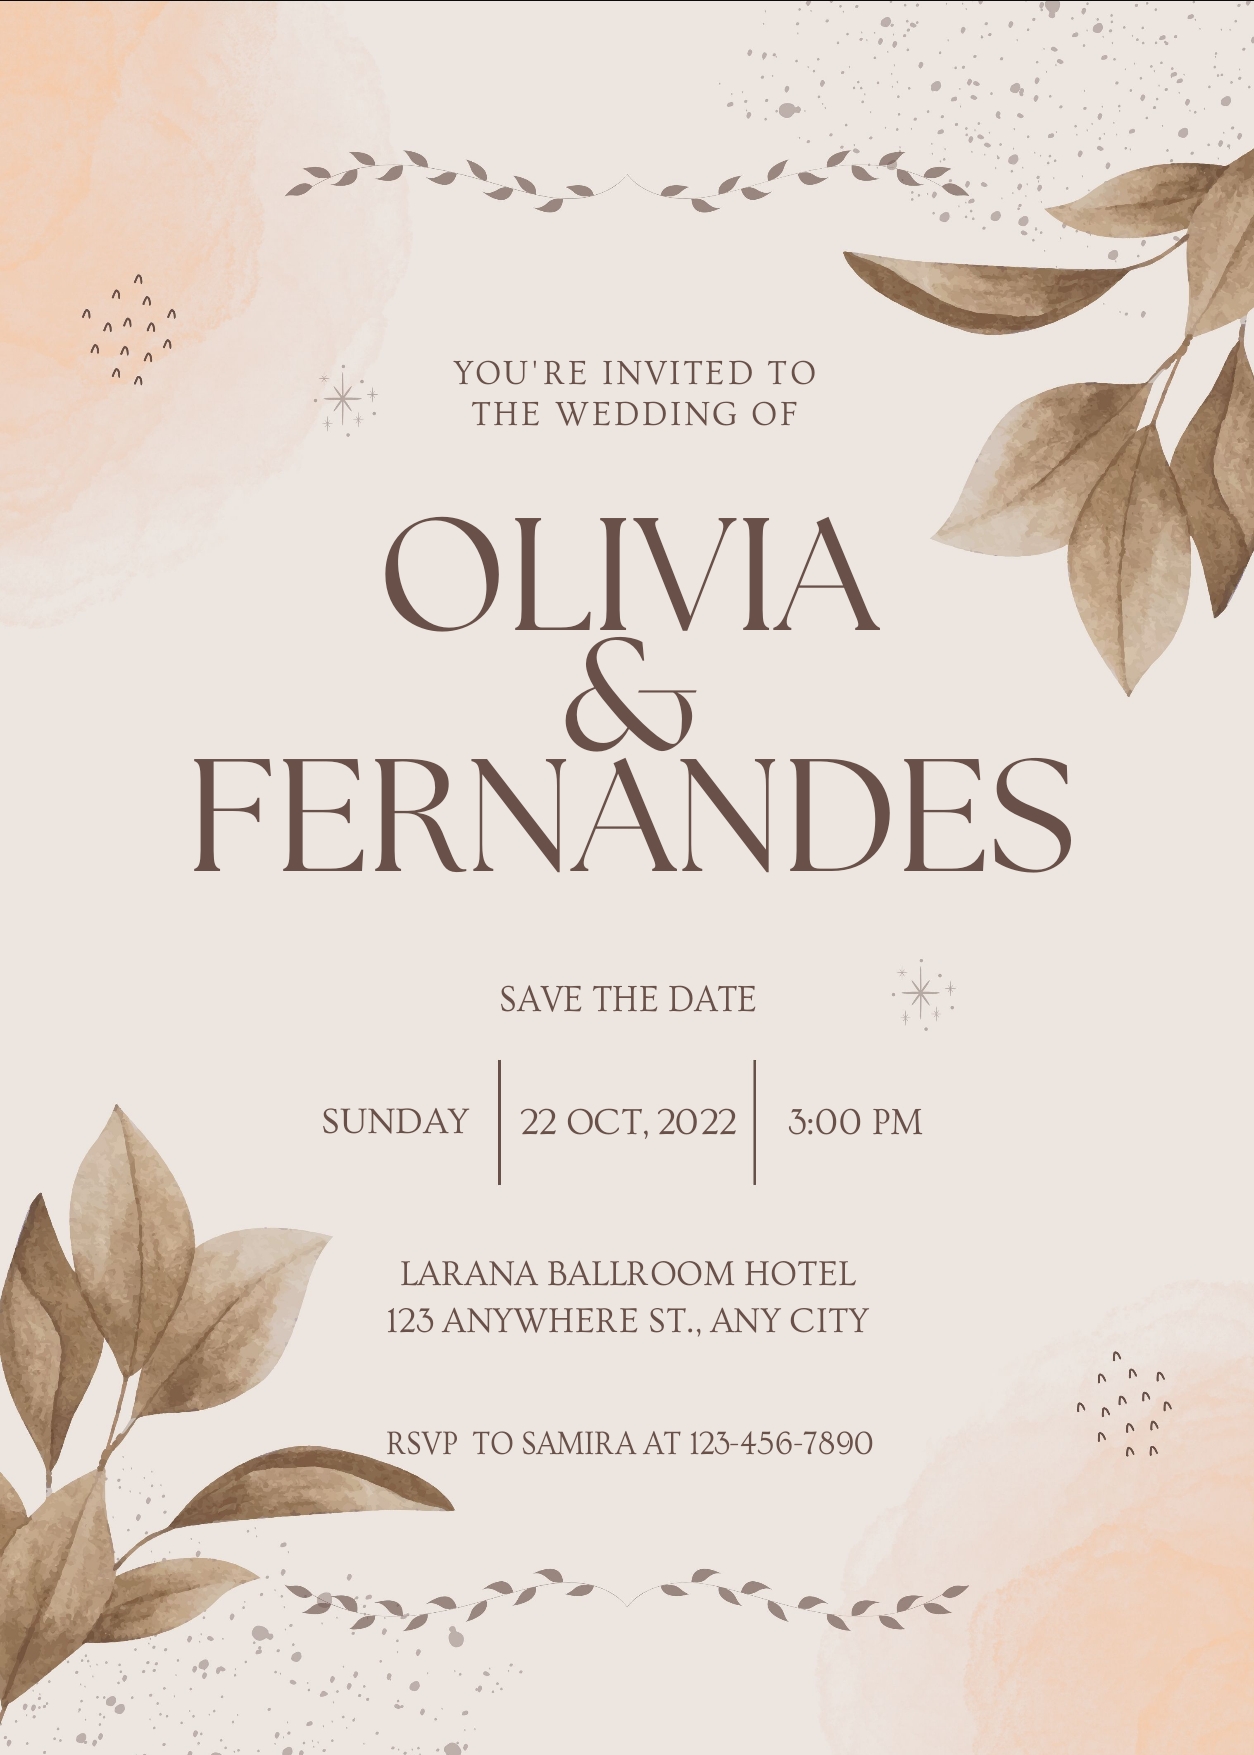 YOU'RE INVITED TO
THE WEDDING OF
OLIVIA
&
FERNANDES
SAVE THE DATE
SUNDAY 22 OCT, 2022 3:00 PM
LARANA BALLROOM HOTEL
123 ANYWHERE ST., ANY CITY
RSVP TO SAMIRA AT 123-456-7890